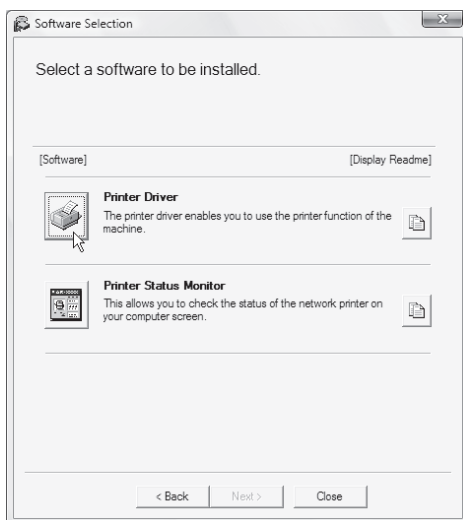 Software Selection
X
Select a software to be installed.
[Software] [Display Readme]
Printer Driver
The printer driver enables you to use the printer function of the
machine.
Printer Status Monitor
This allows you to check the status of the network printer on
your computer screen.
< Back Next > Close